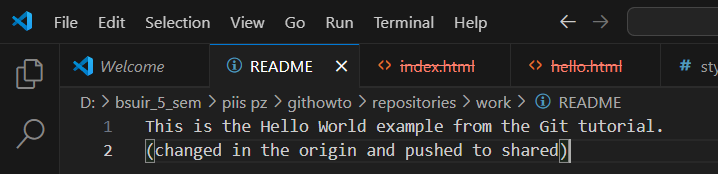 File Edit Selection View Go Run Terminal Help
Welcome README index.html hello.html sty
D: > bsuir_5_sem > piis pz > githowto > repositories > work > README
1 This is the Hello World example from the Git tutorial.
2 (changed in the origin and pushed to shared)